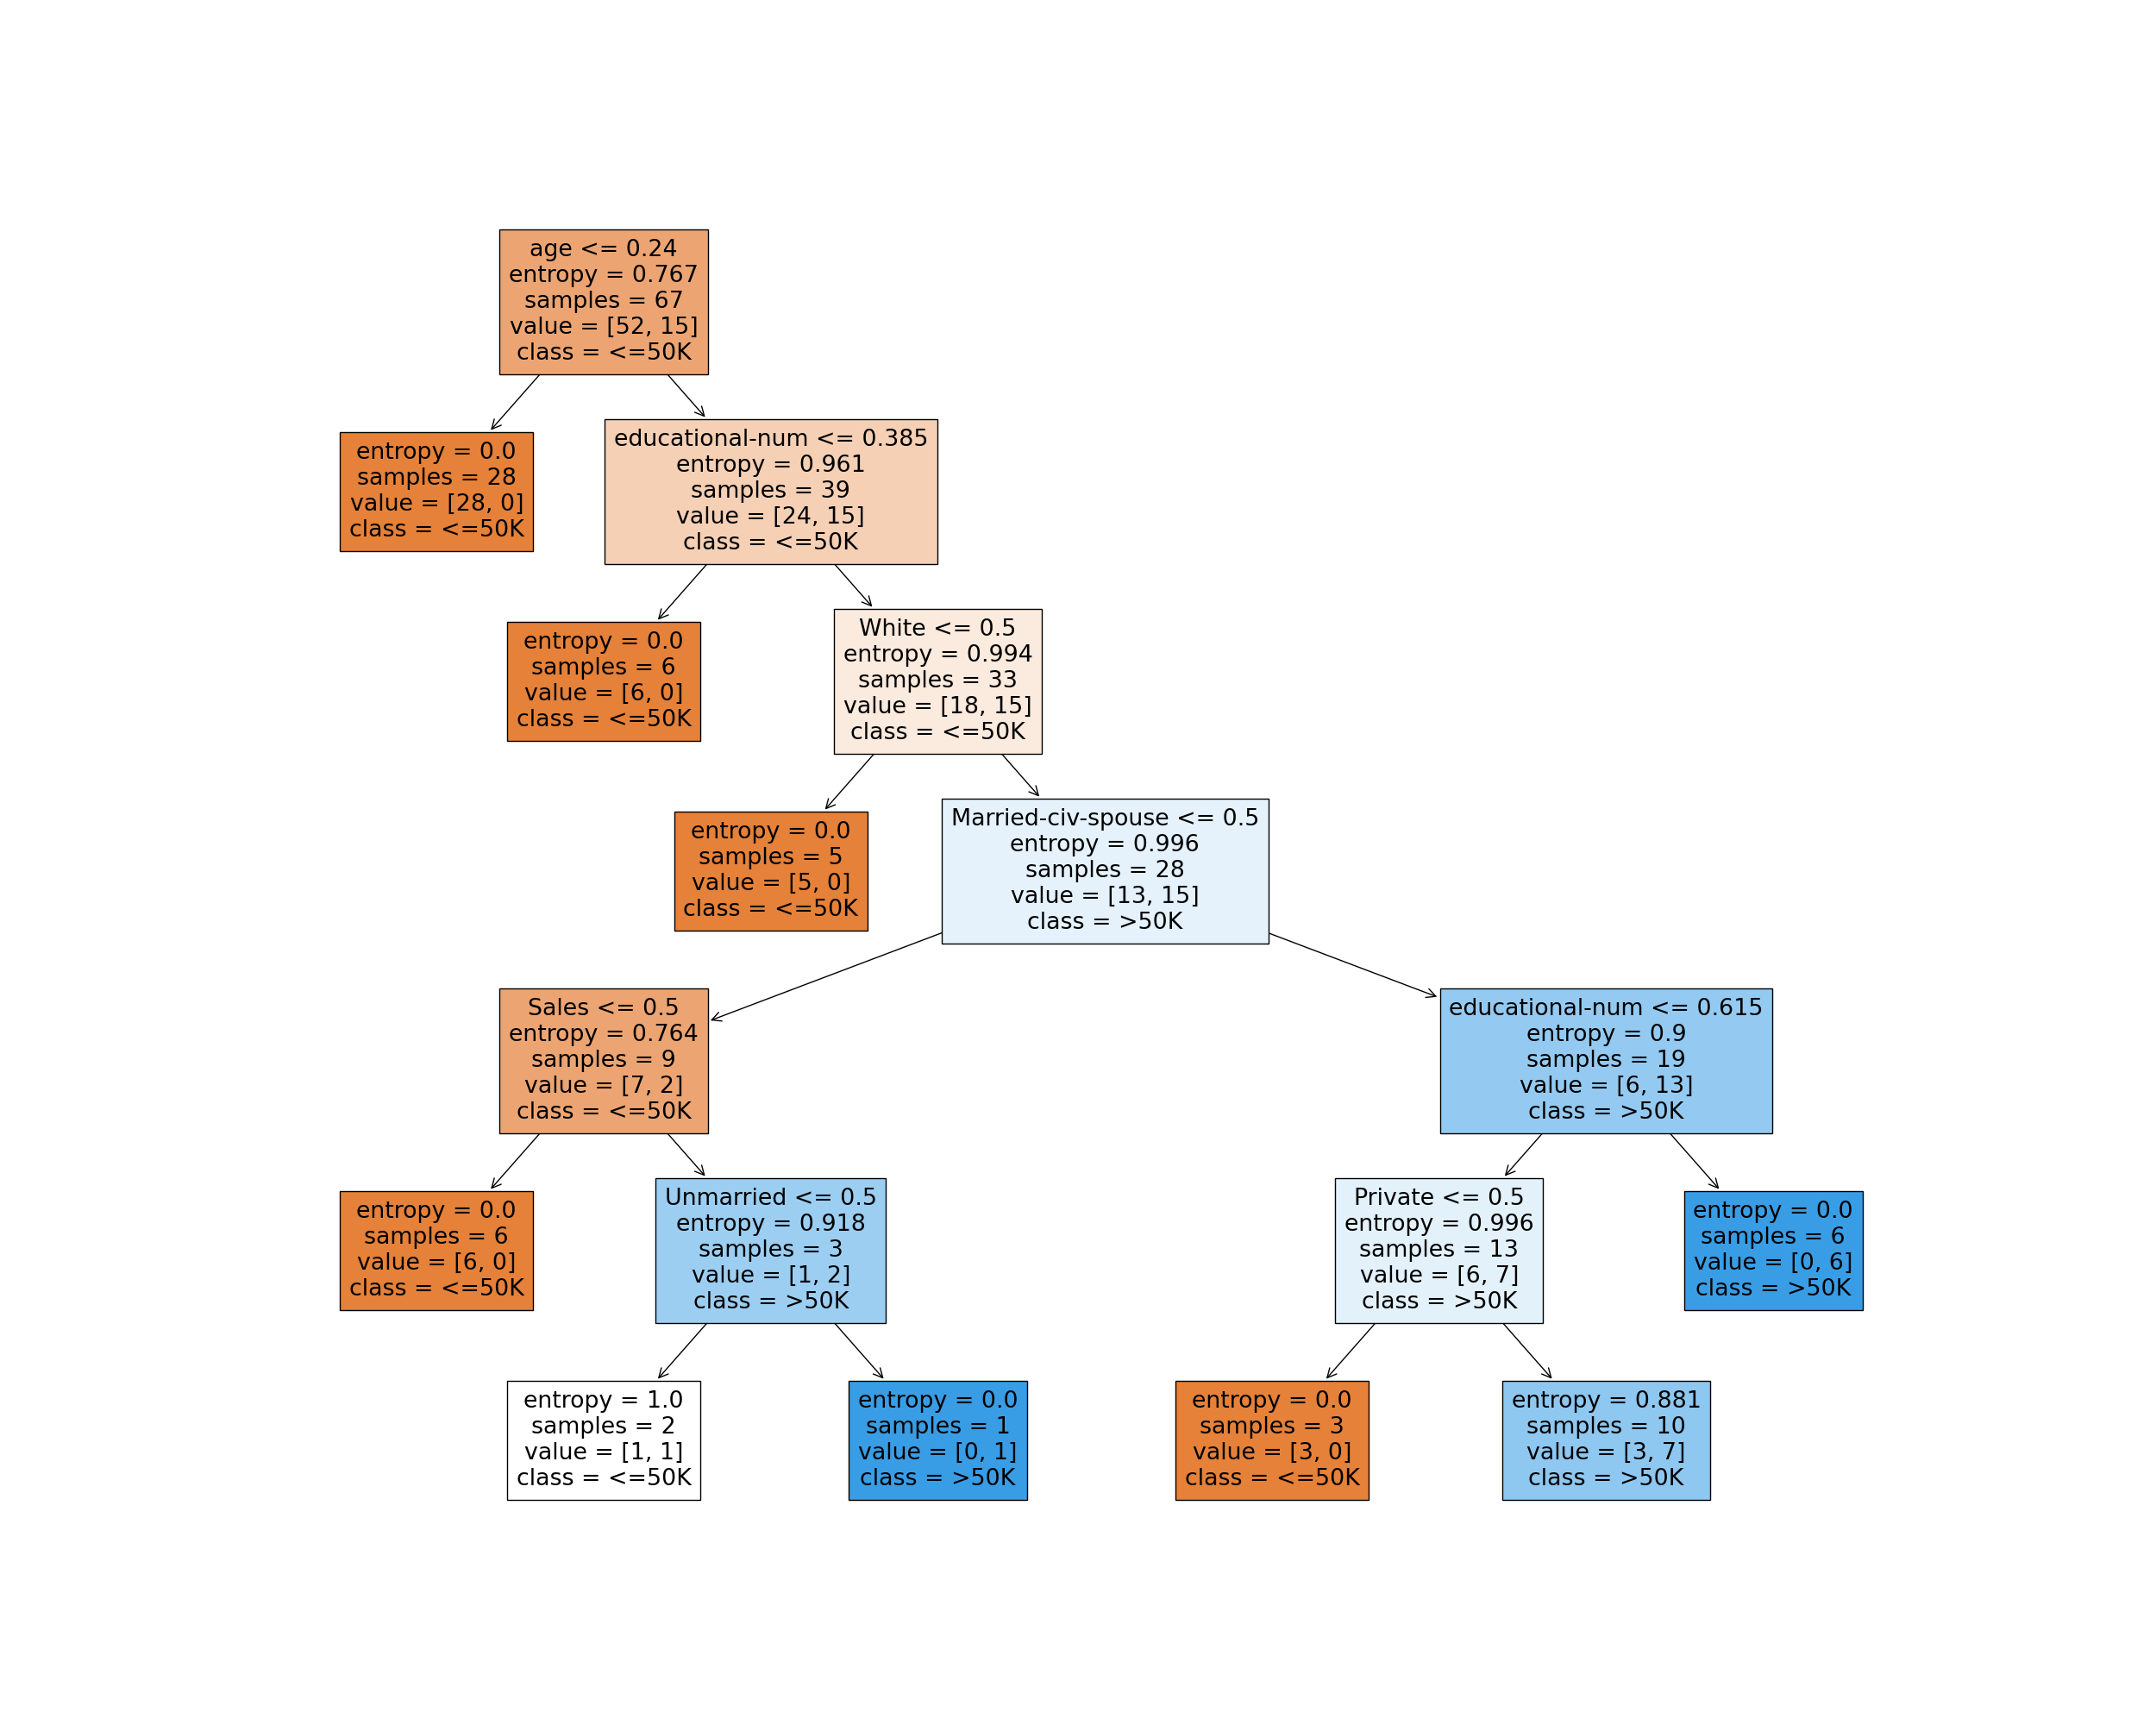 age <= 0.24
entropy = 0.767
samples = 67
value = [52, 15]
class = <=50K
entropy = 0.0
samples = 28
value = [28, 0]
class = <=50K
educational-num <= 0.385
entropy = 0.961
samples = 39
value = [24, 15]
class = <=50K
entropy = 0.0
samples = 6
value = [6, 0]
class = <=50K
White <= 0.5
entropy = 0.994
samples = 33
value = [18, 15]
class = <=50K
entropy = 0.0
samples = 5
value = [5, 0]
class = <=50K
Married-civ-spouse <= 0.5
entropy = 0.996
samples = 28
value = [13, 15]
class = >50K
Sales <= 0.5
entropy = 0.764
samples = 9
value = [7, 2]
class = <=50K
educational-num <= 0.615
entropy = 0.9
samples = 19
value = [6, 13]
class = >50K
entropy = 0.0
samples = 6
value = [6, 0]
class = <=50K
Unmarried <= 0.5
entropy = 0.918
samples = 3
value = [1, 2]
class = >50K
Private <= 0.5
entropy = 0.996
samples = 13
value = [6, 7]
class = >50K
entropy = 0.0
samples = 6
value = [0, 6]
class = >50K
entropy = 1.0
samples = 2
value = [1, 1]
class = <=50K
entropy = 0.0
samples = 1
value = [0, 1]
class = >50K
entropy = 0.0
samples = 3
value = [3, 0]
class = <=50K
entropy = 0.881
samples = 10
value = [3, 7]
class = >50K